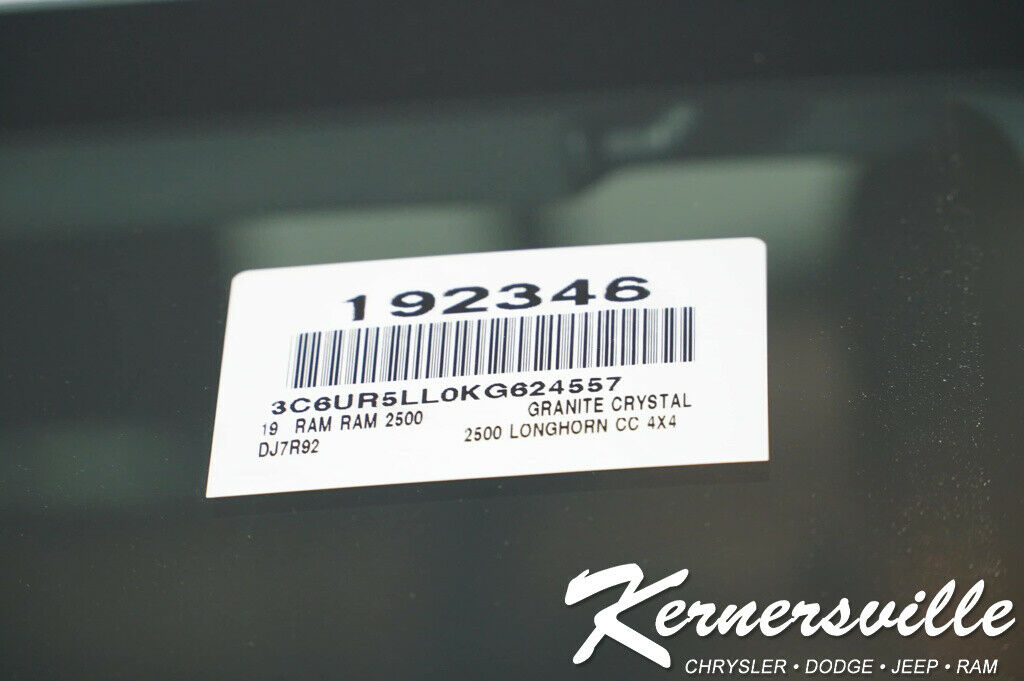 192346
3C6UR5LL0KG624557
19 RAM RAM 2500 GRANITE CRYSTAL
DJ7R92 2500 LONGHORN CC 4X4
Kernersville
CHRYSLER • DODGE • JEEP • RAM